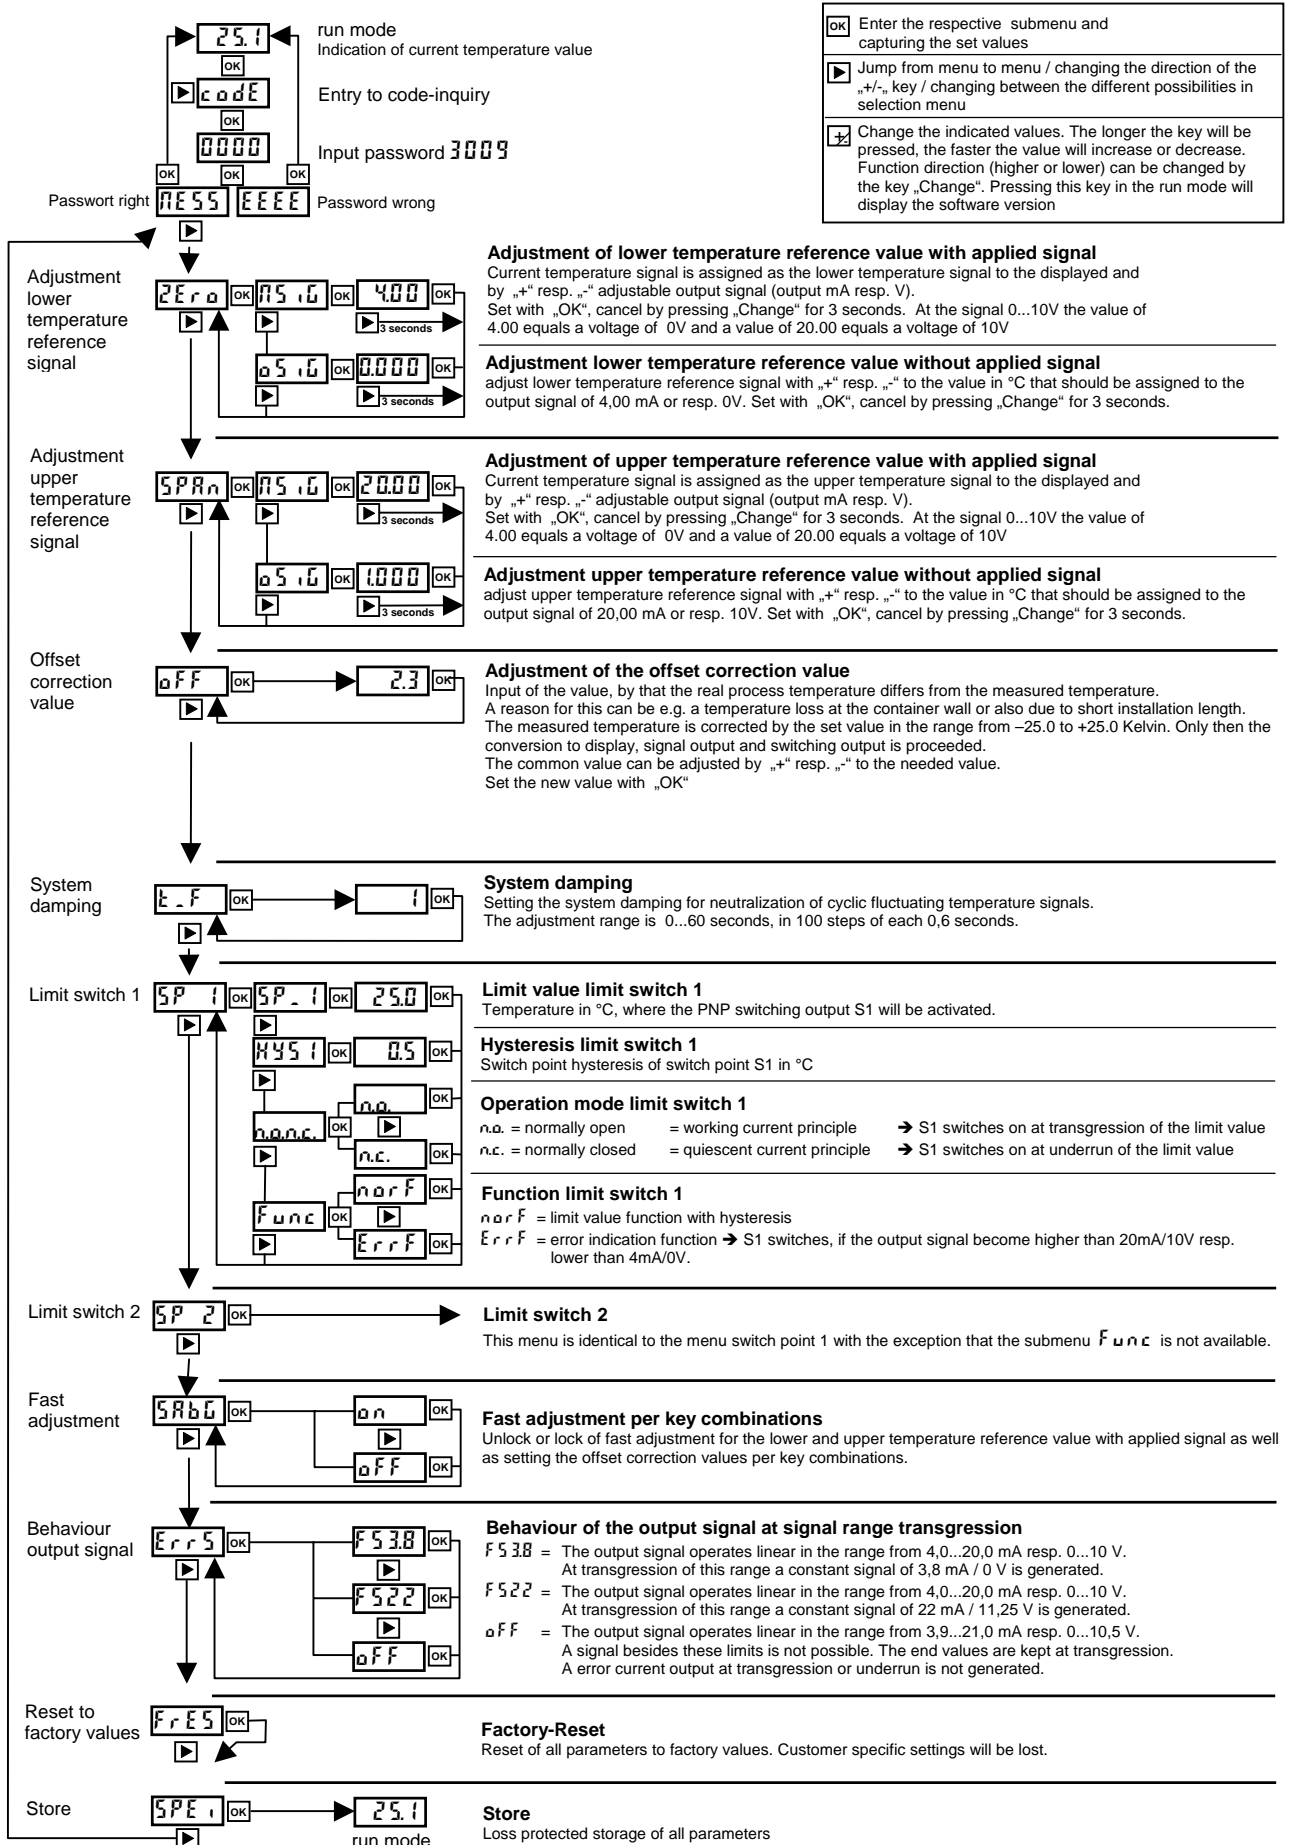 25.1
run mode
Indication of current temperature value
OK
codE
Entry to code-inquiry
OK
0000
Input password 3009
OK OK OK
Passwort right MESS EEEE Password wrong
OK Enter the respective submenu and
capturing the set values
Jump from menu to menu / changing the direction of the
„+/-„ key / changing between the different possibilities in
selection menu
+/- Change the indicated values. The longer the key will be
pressed, the faster the value will increase or decrease.
Function direction (higher or lower) can be changed by
the key „Change“. Pressing this key in the run mode will
display the software version
Adjustment
lower
temperature
reference
signal
ZEro OK MSiG OK 4.00 OK
3 seconds
oSiG OK 0.000 OK
3 seconds
Adjustment of lower temperature reference value with applied signal
Current temperature signal is assigned as the lower temperature signal to the displayed and
by „+“ resp. „-“ adjustable output signal (output mA resp. V).
Set with „OK“, cancel by pressing „Change“ for 3 seconds. At the signal 0...10V the value of
4.00 equals a voltage of 0V and a value of 20.00 equals a voltage of 10V
Adjustment lower temperature reference value without applied signal
adjust lower temperature reference signal with „+“ resp. „-“ to the value in °C that should be assigned to the
output signal of 4,00 mA or resp. 0V. Set with „OK“, cancel by pressing „Change“ for 3 seconds.
Adjustment
upper
temperature
reference
signal
SPAn OK MSiG OK 20.00 OK
3 seconds
oSiG OK 1.000 OK
3 seconds
Adjustment of upper temperature reference value with applied signal
Current temperature signal is assigned as the upper temperature signal to the displayed and
by „+“ resp. „-“ adjustable output signal (output mA resp. V).
Set with „OK“, cancel by pressing „Change“ for 3 seconds. At the signal 0...10V the value of
4.00 equals a voltage of 0V and a value of 20.00 equals a voltage of 10V
Adjustment upper temperature reference value without applied signal
adjust upper temperature reference signal with „+“ resp. „-“ to the value in °C that should be assigned to the
output signal of 20,00 mA or resp. 10V. Set with „OK“, cancel by pressing „Change“ for 3 seconds.
Offset
correction
value
oFF OK 2.3 OK
Adjustment of the offset correction value
Input of the value, by that the real process temperature differs from the measured temperature.
A reason for this can be e.g. a temperature loss at the container wall or also due to short installation length.
The measured temperature is corrected by the set value in the range from –25.0 to +25.0 Kelvin. Only then the
conversion to display, signal output and switching output is proceeded.
The common value can be adjusted by „+“ resp. „-“ to the needed value.
Set the new value with „OK“
System
damping
t_F OK 1 OK
System damping
Setting the system damping for neutralization of cyclic fluctuating temperature signals.
The adjustment range is 0...60 seconds, in 100 steps of each 0,6 seconds.
Limit switch 1
SP 1 OK SP_1 OK 25.0 OK
HYS1 OK 0.5 OK
n.o.n.c. OK n.o. OK
n.c. OK
Func OK norF OK
ErrF OK
Limit value limit switch 1
Temperature in °C, where the PNP switching output S1 will be activated.
Hysteresis limit switch 1
Switch point hysteresis of switch point S1 in °C
Operation mode limit switch 1
n.o. = normally open = working current principle ➔ S1 switches on at transgression of the limit value
n.c. = normally closed = quiescent current principle ➔ S1 switches on at underrun of the limit value
Function limit switch 1
norF = limit value function with hysteresis
ErrF = error indication function ➔ S1 switches, if the output signal become higher than 20mA/10V resp.
lower than 4mA/0V.
Limit switch 2
SP 2 OK
Limit switch 2
This menu is identical to the menu switch point 1 with the exception that the submenu Func is not available.
Fast
adjustment
SAbG OK on OK
oFF OK
Fast adjustment per key combinations
Unlock or lock of fast adjustment for the lower and upper temperature reference value with applied signal as well
as setting the offset correction values per key combinations.
Behaviour
output signal
ErrS OK FS3.8 OK
FS22 OK
oFF OK
Behaviour of the output signal at signal range transgression
FS3.8 = The output signal operates linear in the range from 4,0...20,0 mA resp. 0...10 V.
At transgression of this range a constant signal of 3,8 mA / 0 V is generated.
FS22 = The output signal operates linear in the range from 4,0...20,0 mA resp. 0...10 V.
At transgression of this range a constant signal of 22 mA / 11,25 V is generated.
oFF = The output signal operates linear in the range from 3,9...21,0 mA resp. 0...10,5 V.
A signal besides these limits is not possible. The end values are kept at transgression.
A error current output at transgression or underrun is not generated.
Reset to
factory values
FrES OK
Factory-Reset
Reset of all parameters to factory values. Customer specific settings will be lost.
Store
SPEi OK 25.1
run mode
Store
Loss protected storage of all parameters